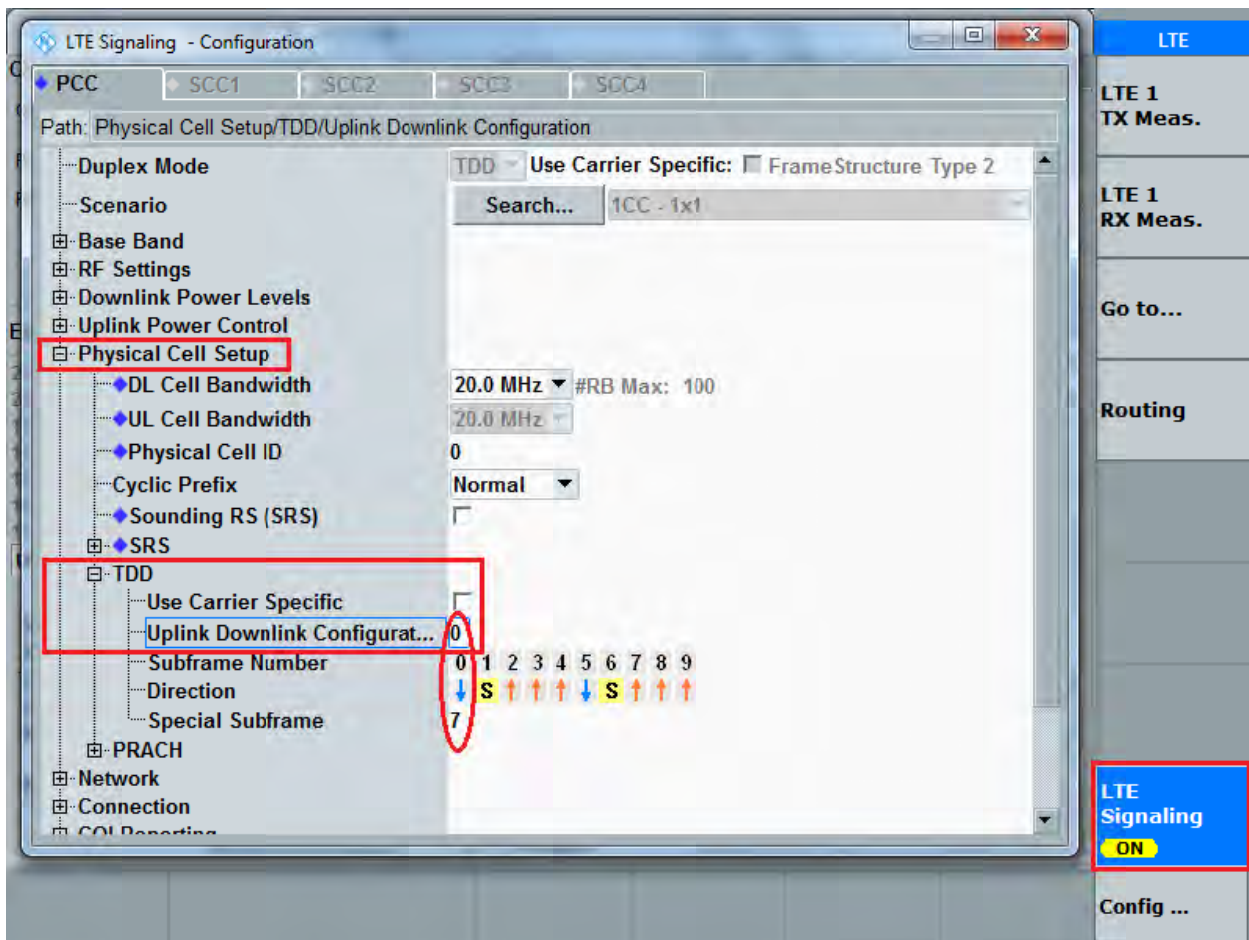 LTE Signaling - Configuration
LTE
PCC SCC1 SCC2 SCC3 SCC4
Path: Physical Cell Setup/TDD/Uplink Downlink Configuration
Duplex Mode TDD Use Carrier Specific: FrameStructure Type 2
Scenario Search... 1CC - 1x1
Base Band
RF Settings
Downlink Power Levels
Uplink Power Control
Physical Cell Setup
DL Cell Bandwidth 20.0 MHz #RB Max: 100
UL Cell Bandwidth 20.0 MHz
Physical Cell ID 0
Cyclic Prefix Normal
Sounding RS (SRS)
SRS
TDD
Use Carrier Specific
Uplink Downlink Configurat... 0
Subframe Number 0 1 2 3 4 5 6 7 8 9
Direction ↓ S ↑ ↑ ↑ ↓ S ↑ ↑ ↑
Special Subframe 7
PRACH
Network
Connection
CQI Reporting
LTE 1
TX Meas.
LTE 1
RX Meas.
Go to...
Routing
LTE
Signaling
ON
Config ...